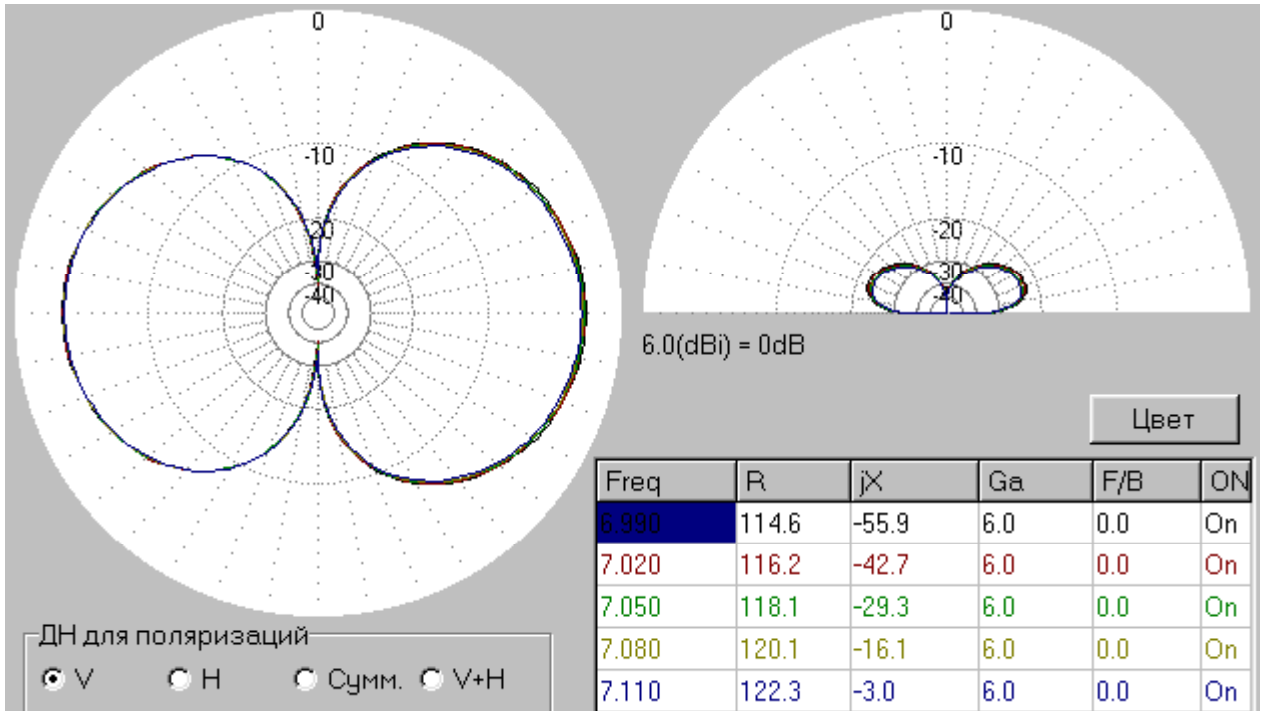 0
-10
-20
-30
-40
0
-10
-20
-30
-40
6.0(dBi) = 0dB
Цвет
Freq R jX Ga F/B ON
6.990 114.6 -55.9 6.0 0.0 On
7.020 116.2 -42.7 6.0 0.0 On
7.050 118.1 -29.3 6.0 0.0 On
7.080 120.1 -16.1 6.0 0.0 On
7.110 122.3 -3.0 6.0 0.0 On
ДН для поляризаций
V H Сумм. V+H